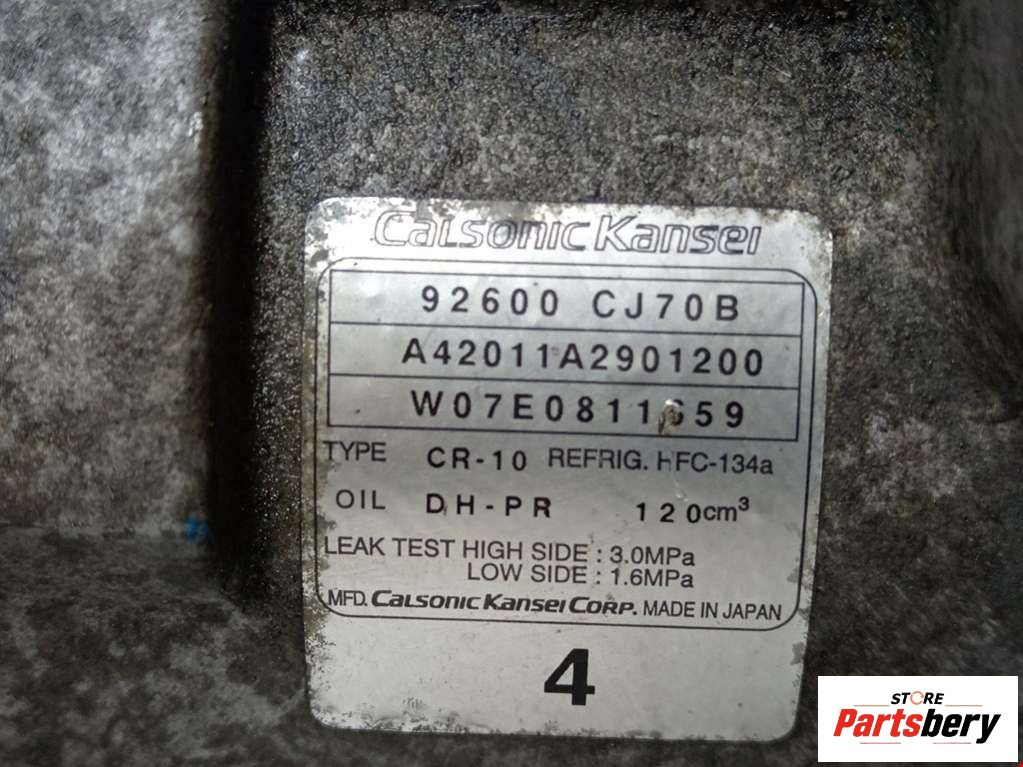 Calsonic Kansei
92600 CJ70B
A42011A2901200
W07E0811659
TYPE CR-10 REFRIG. HFC-134a
OIL DH-PR 120cm³
LEAK TEST HIGH SIDE : 3.0MPa
LOW SIDE : 1.6MPa
MFD. Calsonic Kansei Corp. MADE IN JAPAN
4
STORE
Partsbery